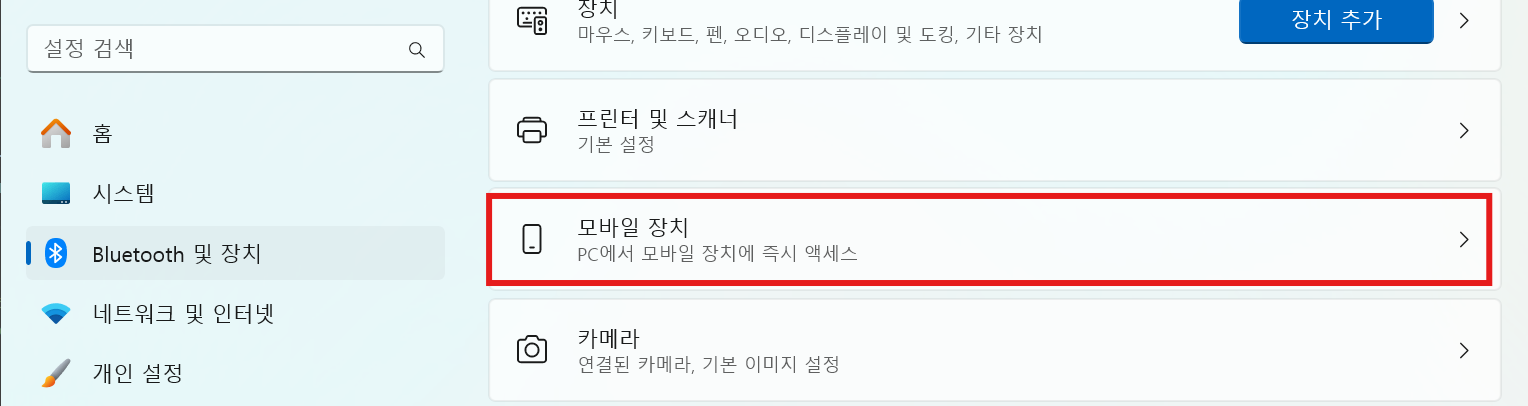 설정 검색
홈
시스템
Bluetooth 및 장치
네트워크 및 인터넷
개인 설정
장치
마우스, 키보드, 펜, 오디오, 디스플레이 및 도킹, 기타 장치
장치 추가
프린터 및 스캐너
기본 설정
모바일 장치
PC에서 모바일 장치에 즉시 액세스
카메라
연결된 카메라, 기본 이미지 설정